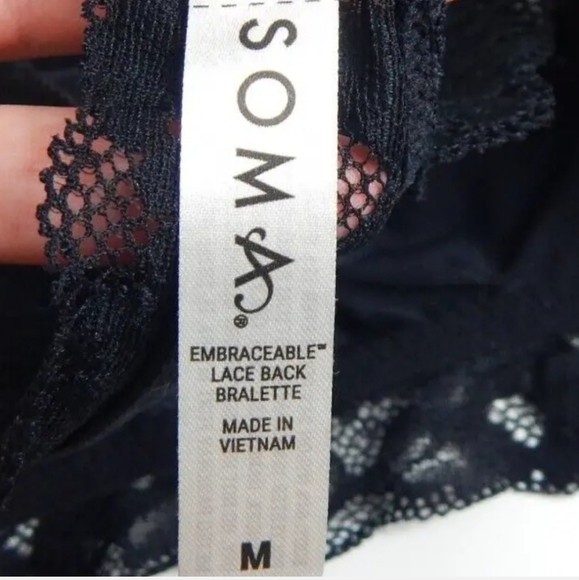 SOMA®
EMBRACEABLE™
LACE BACK
BRALETTE
MADE IN
VIETNAM
M